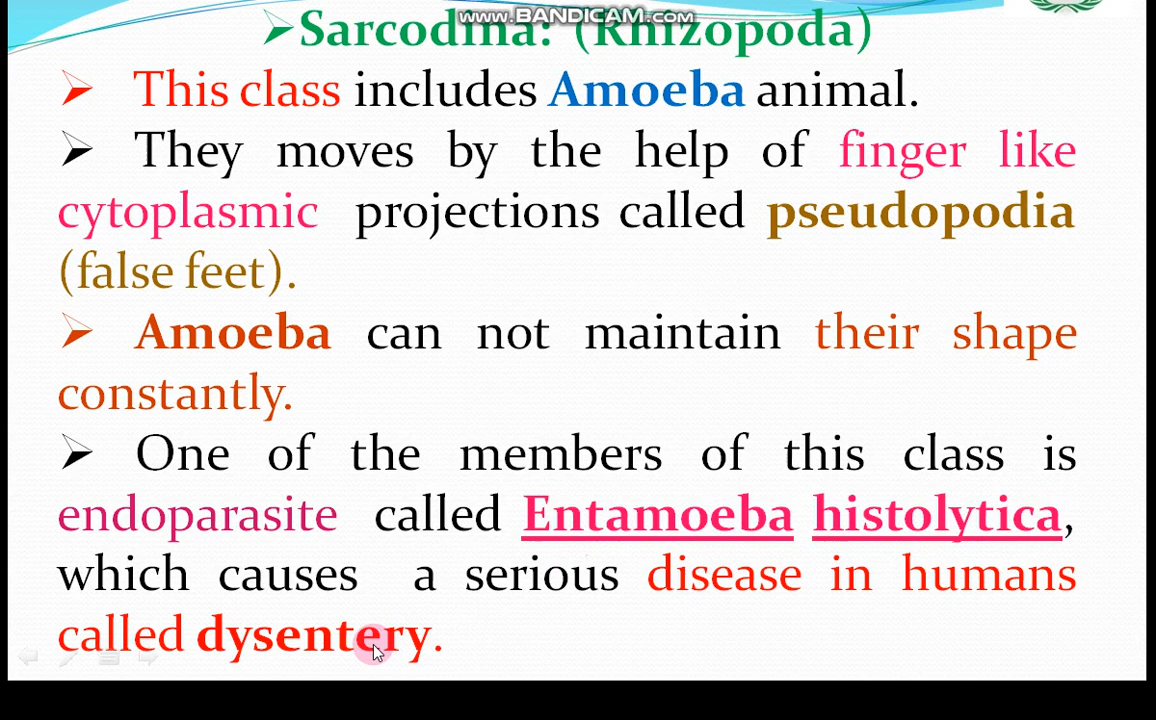 www.BANDICAM.com
➢Sarcodina: (Rhizopoda)
➢ This class includes Amoeba animal.
➢ They moves by the help of finger like
cytoplasmic projections called pseudopodia
(false feet).
➢ Amoeba can not maintain their shape
constantly.
➢ One of the members of this class is
endoparasite called Entamoeba histolytica,
which causes a serious disease in humans
called dysentery.